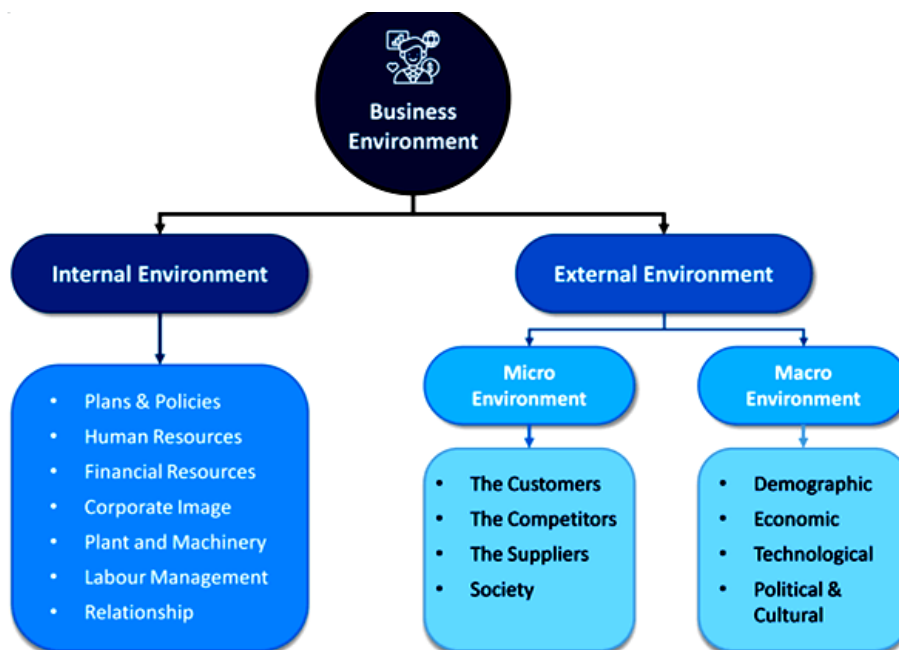 Business
Environment
Internal Environment
External Environment
• Plans & Policies
• Human Resources
• Financial Resources
• Corporate Image
• Plant and Machinery
• Labour Management
• Relationship
Micro
Environment
• The Customers
• The Competitors
• The Suppliers
• Society
Macro
Environment
• Demographic
• Economic
• Technological
• Political &
Cultural